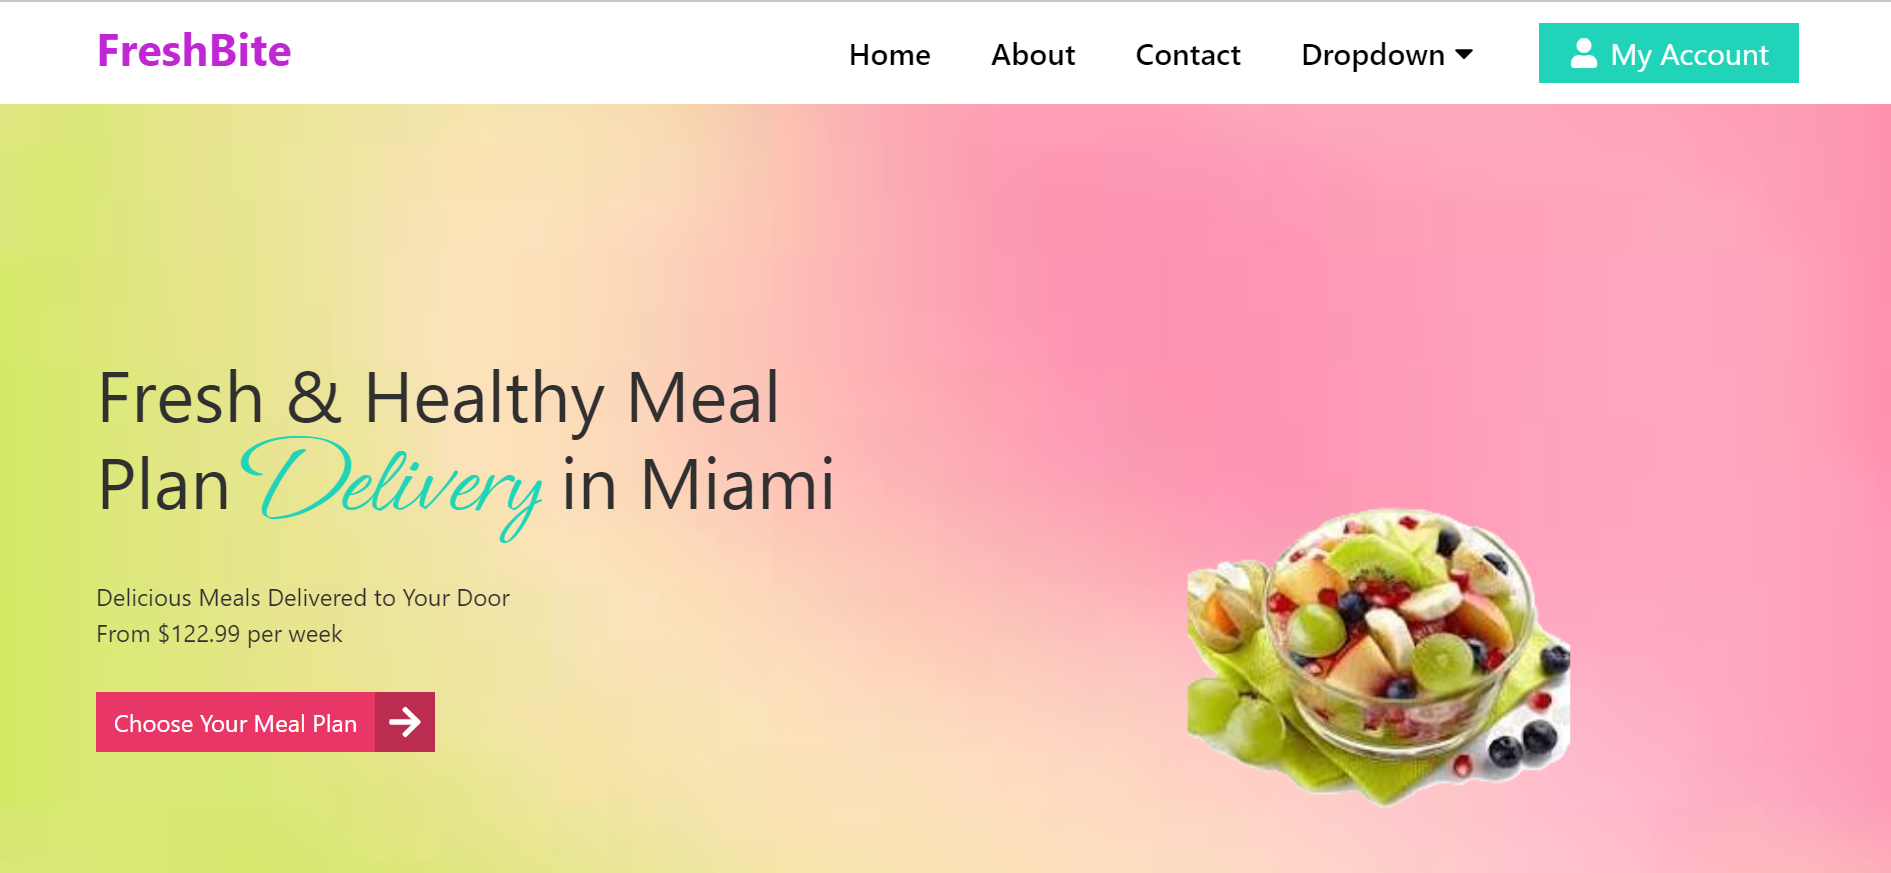 FreshBite
Home
About
Contact
Dropdown
My Account
Fresh & Healthy Meal
Plan Delivery in Miami
Delicious Meals Delivered to Your Door
From $122.99 per week
Choose Your Meal Plan